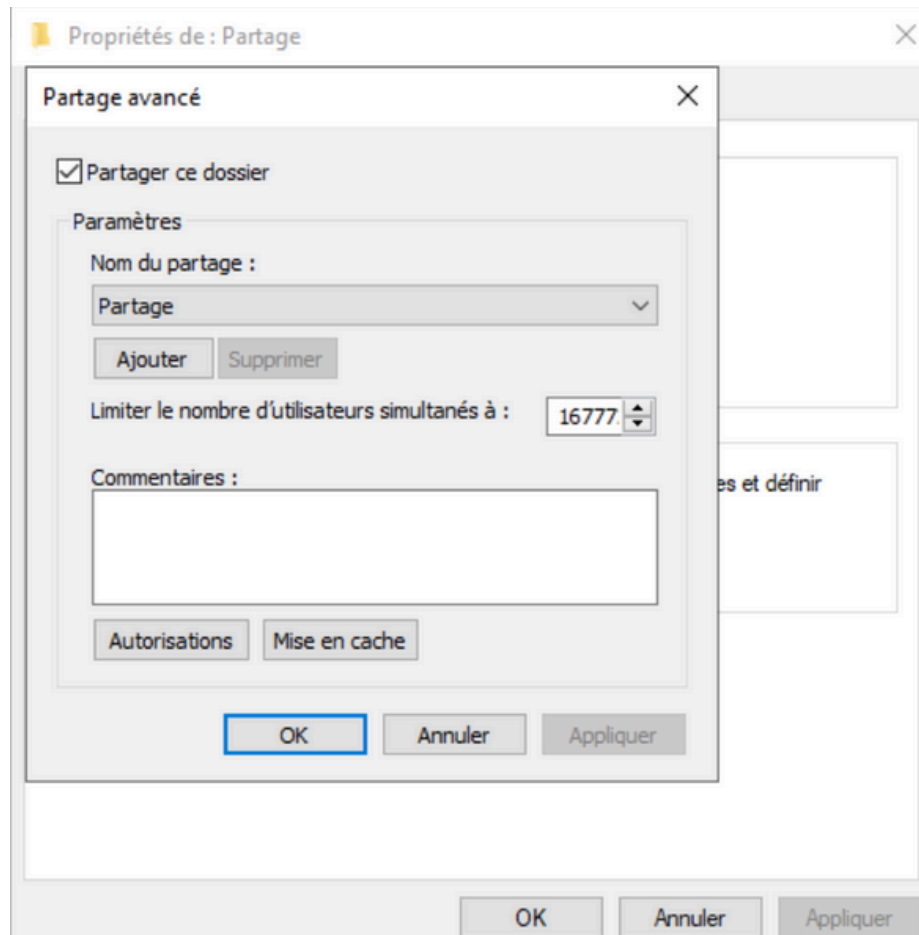 Propriétés de : Partage
Partage avancé
Partager ce dossier
Paramètres
Nom du partage :
Partage
Ajouter Supprimer
Limiter le nombre d'utilisateurs simultanés à : 16777
Commentaires :
es et définir
Autorisations Mise en cache
OK Annuler Appliquer
OK Annuler Appliquer